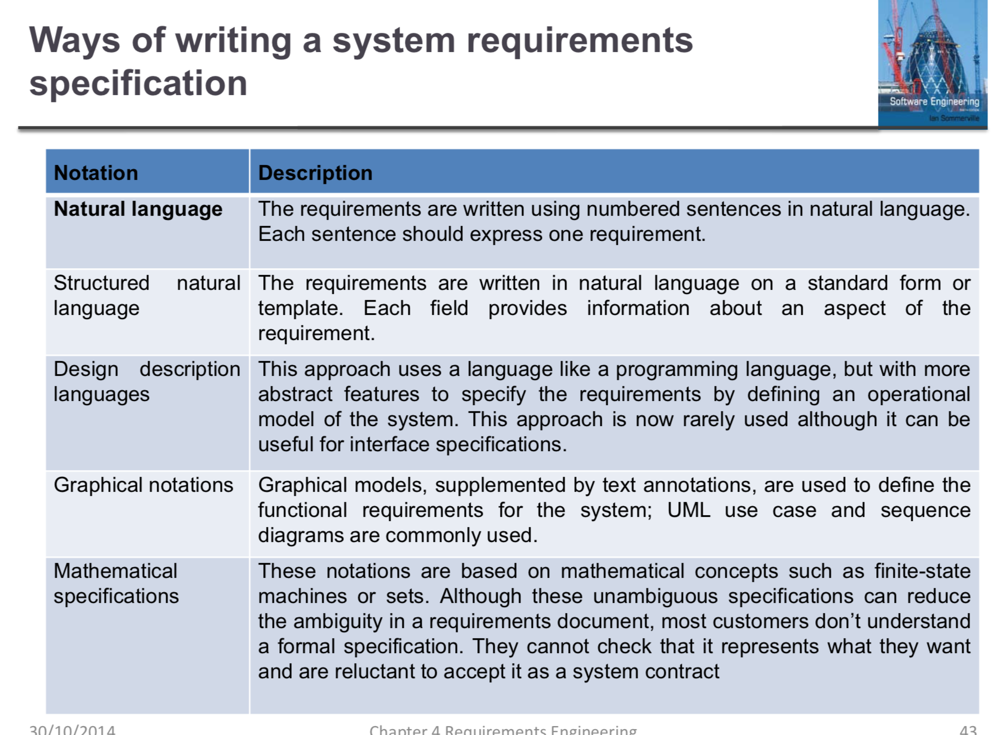 Ways of writing a system requirements
specification
Software Engineering
Ian Sommerville
Notation
Description
Natural language
The requirements are written using numbered sentences in natural language.
Each sentence should express one requirement.
Structured natural
language
The requirements are written in natural language on a standard form or
template. Each field provides information about an aspect of the
requirement.
Design description
languages
This approach uses a language like a programming language, but with more
abstract features to specify the requirements by defining an operational
model of the system. This approach is now rarely used although it can be
useful for interface specifications.
Graphical notations
Graphical models, supplemented by text annotations, are used to define the
functional requirements for the system; UML use case and sequence
diagrams are commonly used.
Mathematical
specifications
These notations are based on mathematical concepts such as finite-state
machines or sets. Although these unambiguous specifications can reduce
the ambiguity in a requirements document, most customers don’t understand
a formal specification. They cannot check that it represents what they want
and are reluctant to accept it as a system contract
30/10/2014
Chapter 4 Requirements Engineering
43